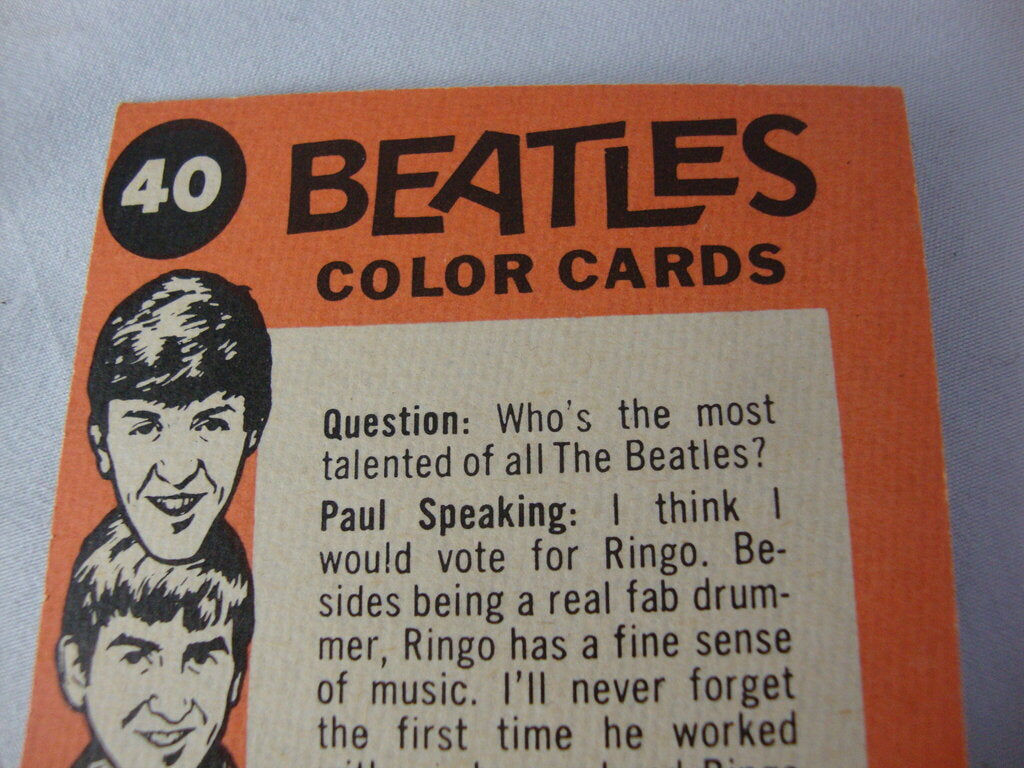 40
BEATLES
COLOR CARDS
Question: Who's the most
talented of all The Beatles?
Paul Speaking: I think I
would vote for Ringo. Be-
sides being a real fab drum-
mer, Ringo has a fine sense
of music. I'll never forget
the first time he worked